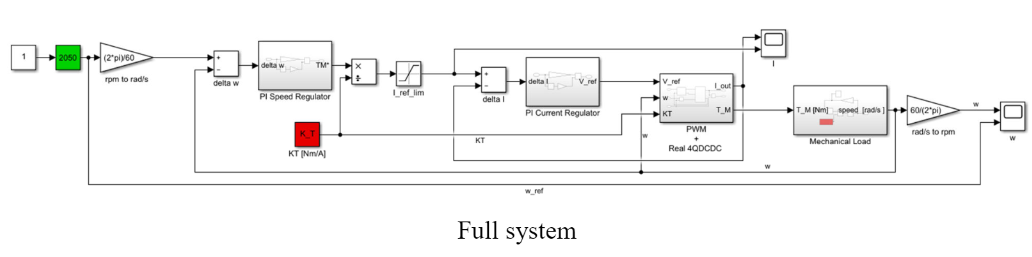 1
2050
(2*pi)/60
rpm to rad/s
+
−
delta w
delta w
TM*
PI Speed Regulator
×
÷
I_ref_lim
K_T
KT [Nm/A]
+
−
delta I
delta I
V_ref
PI Current Regulator
KT
V_ref
w
KT
I_out
T_M
PWM
+
Real 4QDCDC
w
I
T_M [Nm]
speed [rad/s ]
Mechanical Load
60/(2*pi)
rad/s to rpm
w
w
w
w_ref
Full system